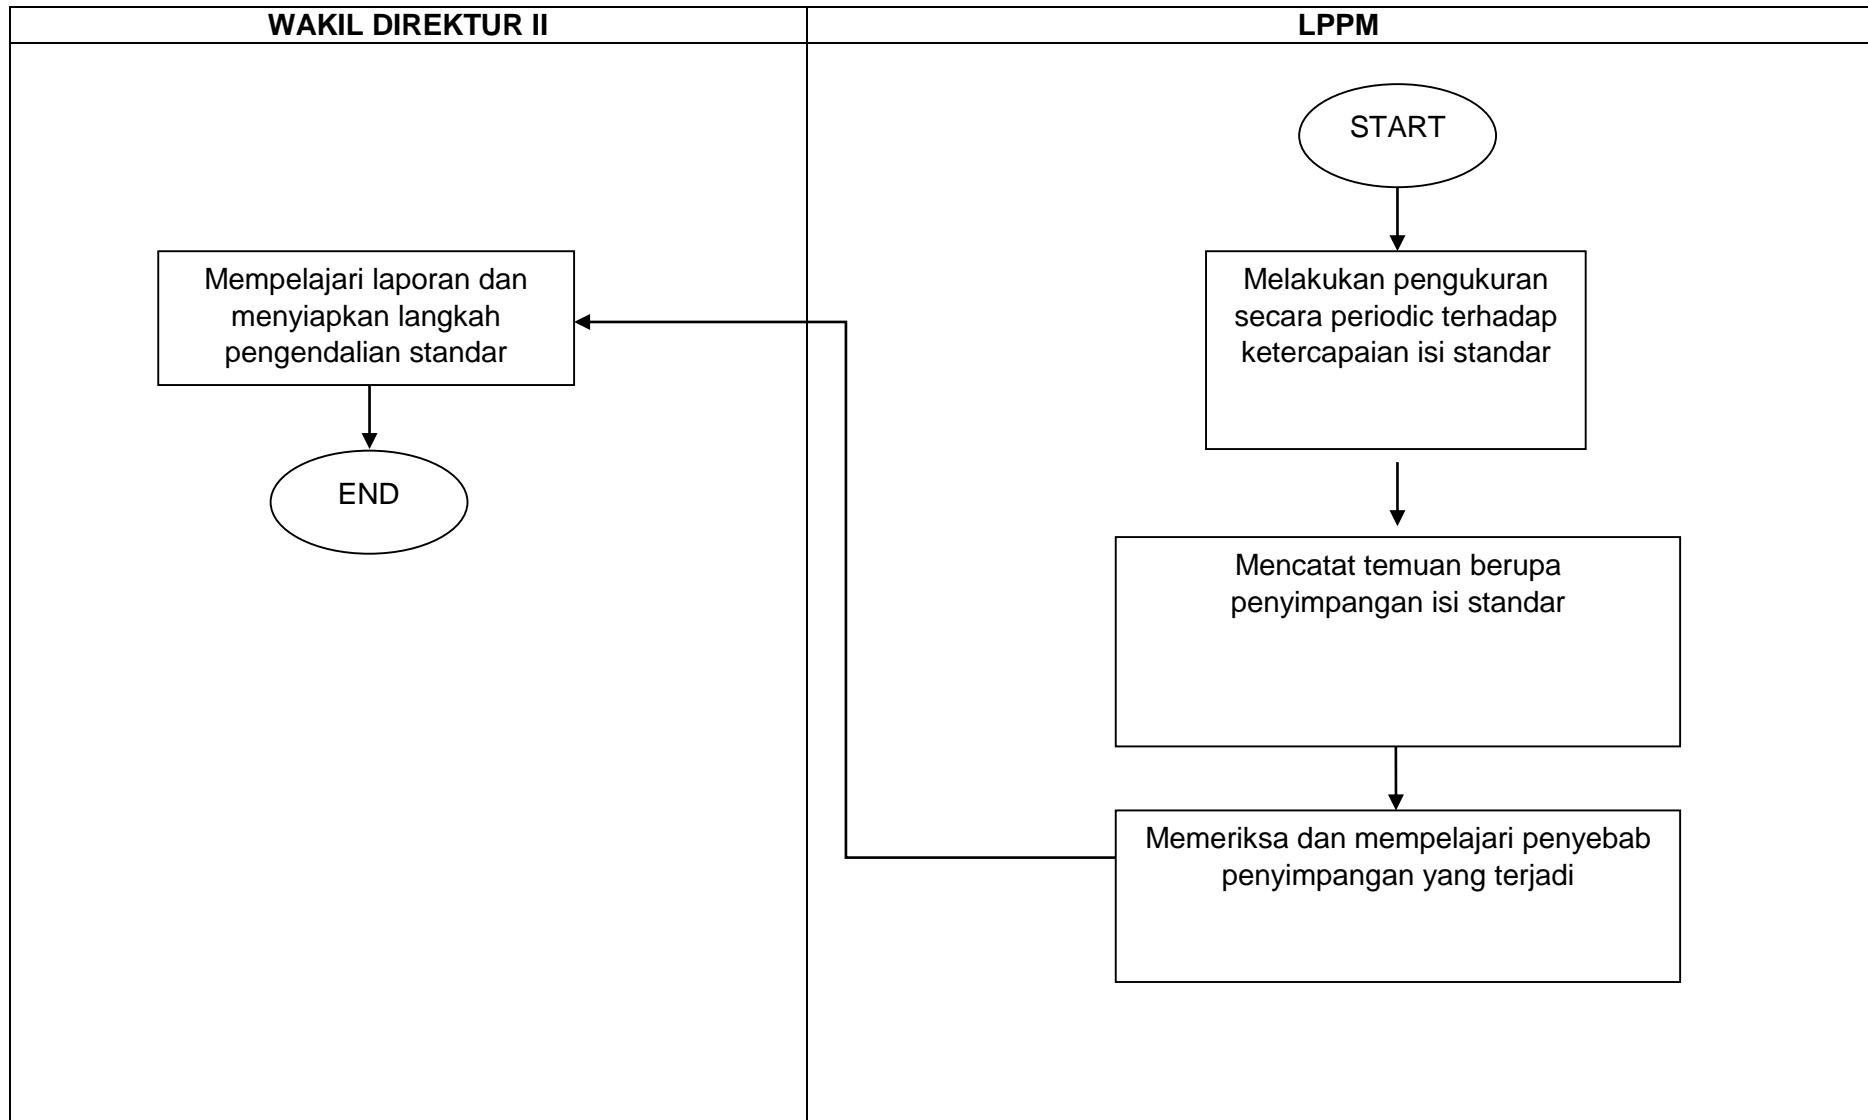 WAKIL DIREKTUR II
LPPM
START
Melakukan pengukuran
secara periodic terhadap
ketercapaian isi standar
Mencatat temuan berupa
penyimpangan isi standar
Memeriksa dan mempelajari penyebab
penyimpangan yang terjadi
Mempelajari laporan dan
menyiapkan langkah
pengendalian standar
END